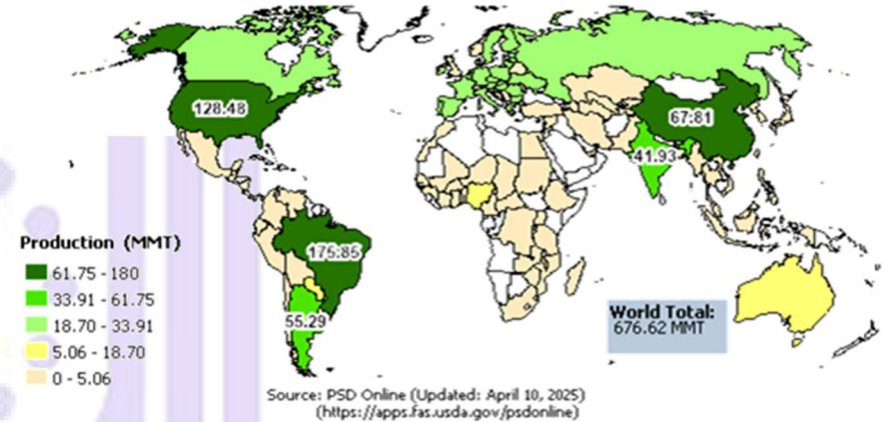 128.48
67.81
41.93
175.85
55.29
Production (MMT)
61.75 - 180
33.91 - 61.75
18.70 - 33.91
5.06 - 18.70
0 - 5.06
World Total:
676.62 MMT
Source: PSD Online (Updated: April 10, 2025)
(https://apps.fas.usda.gov/psdonline)